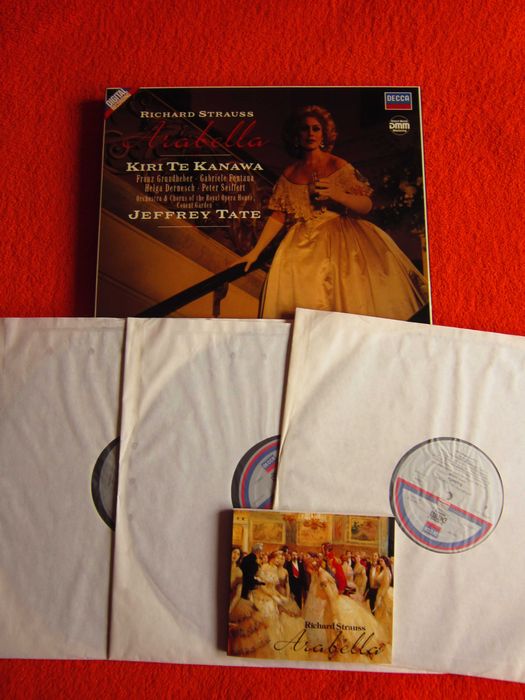 DIGITAL
DECCA
RICHARD STRAUSS
Arabella
DMM
KIRI TE KANAWA
Franz Grundheber · Gabriele Fontana
Helga Dernesch · Peter Seiffert
Orchestra & Chorus of the Royal Opera House,
Covent Garden
JEFFREY TATE
Richard Strauss
Arabella